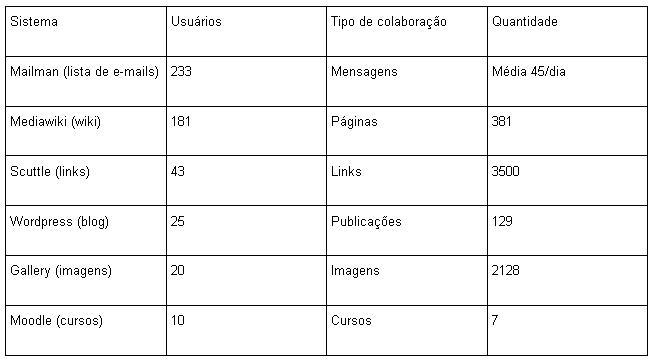 Sistema Usuários Tipo de colaboração Quantidade
Mailman (lista de e-mails) 233 Mensagens Média 45/dia
Mediawiki (wiki) 181 Páginas 381
Scuttle (links) 43 Links 3500
Wordpress (blog) 25 Publicações 129
Gallery (imagens) 20 Imagens 2128
Moodle (cursos) 10 Cursos 7